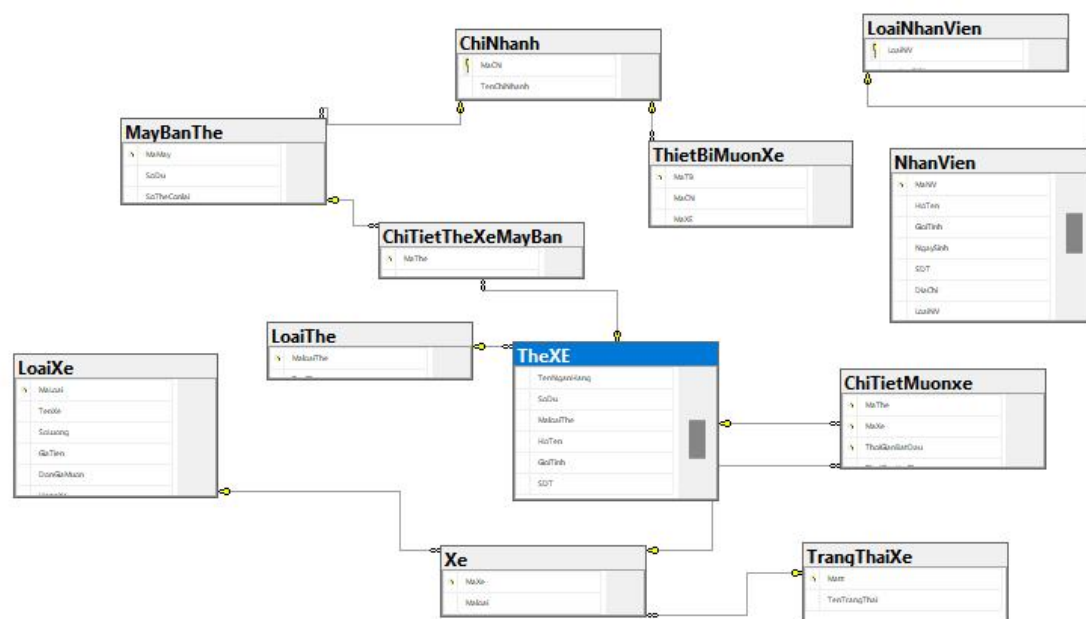 ChiNhanh
MaChi
TenChiNhanh
LoaiNhanVien
LoaiNV
MayBanThe
MaMay
SoDu
SoTheConlai
ThietBiMuonXe
MaTB
MaChi
MaXE
NhanVien
MaNV
HoTen
GioiTinh
NgaySinh
SDT
DiaChi
LoaiNV
ChiTietTheXeMayBan
MaThe
LoaiThe
MaloaiThe
TheXE
TenNganHang
SoDu
MaloaiThe
HoTen
GioiTinh
SDT
LoaiXe
MaLoai
TenXe
Soluong
GiaTien
DonGiaMuon
ChiTietMuonxe
MaThe
MaXe
ThoiGianBatDau
Xe
MaXe
Maloai
TrangThaiXe
Matt
TenTrangThai